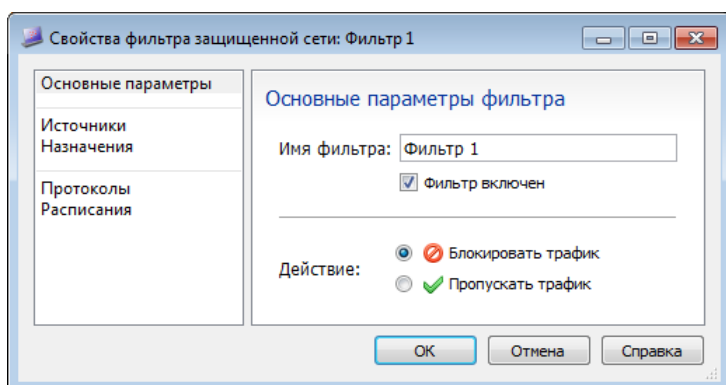 Свойства фильтра защищенной сети: Фильтр 1
Основные параметры
Источники
Назначения
Протоколы
Расписания
Основные параметры фильтра
Имя фильтра: Фильтр 1
Фильтр включен
Действие:
Блокировать трафик
Пропускать трафик
ОК Отмена Справка